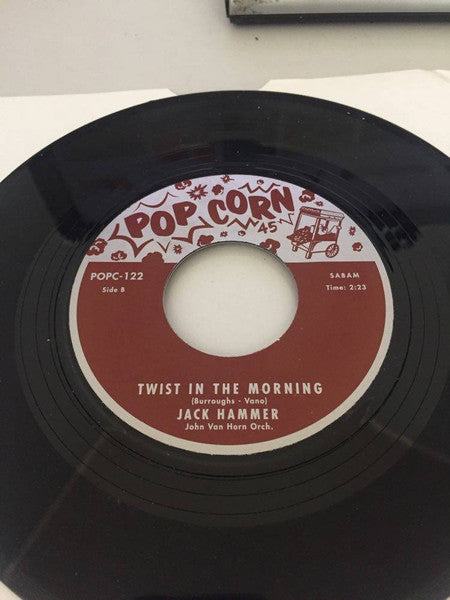 POP CORN
45
POPC-122
Side B
SABAM
Time: 2:23
TWIST IN THE MORNING
(Burroughs - Vano)
JACK HAMMER
John Van Horn Orch.